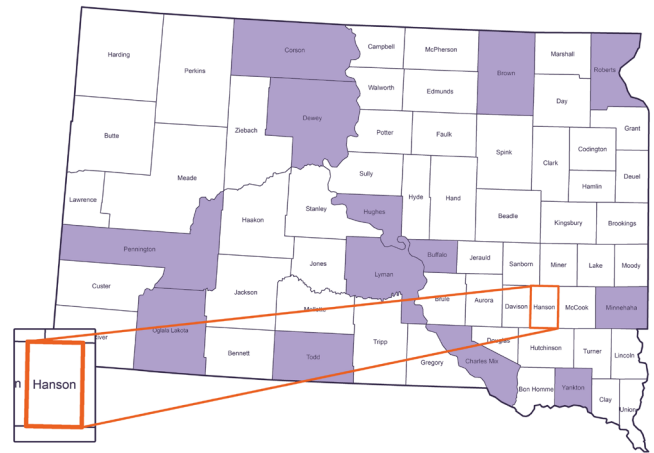 Harding
Perkins
Corson
Campbell
McPherson
Brown
Marshall
Roberts
Walworth
Edmunds
Day
Dewey
Ziebach
Potter
Faulk
Grant
Butte
Meade
Spink
Clark
Codington
Deuel
Hamlin
Sully
Lawrence
Hyde
Hand
Stanley
Hughes
Haakon
Beadle
Kingsbury
Brookings
Pennington
Buffalo
Jerauld
Sanborn
Miner
Lake
Moody
Jones
Lyman
Custer
Jackson
Mellette
Brule
Aurora
Davison
Hanson
McCook
Minnehaha
Oglala Lakota
Tripp
Douglas
Hutchinson
Turner
Lincoln
Bennett
Todd
Gregory
Charles Mix
Bon Homme
Yankton
Clay
Union
n
Hanson